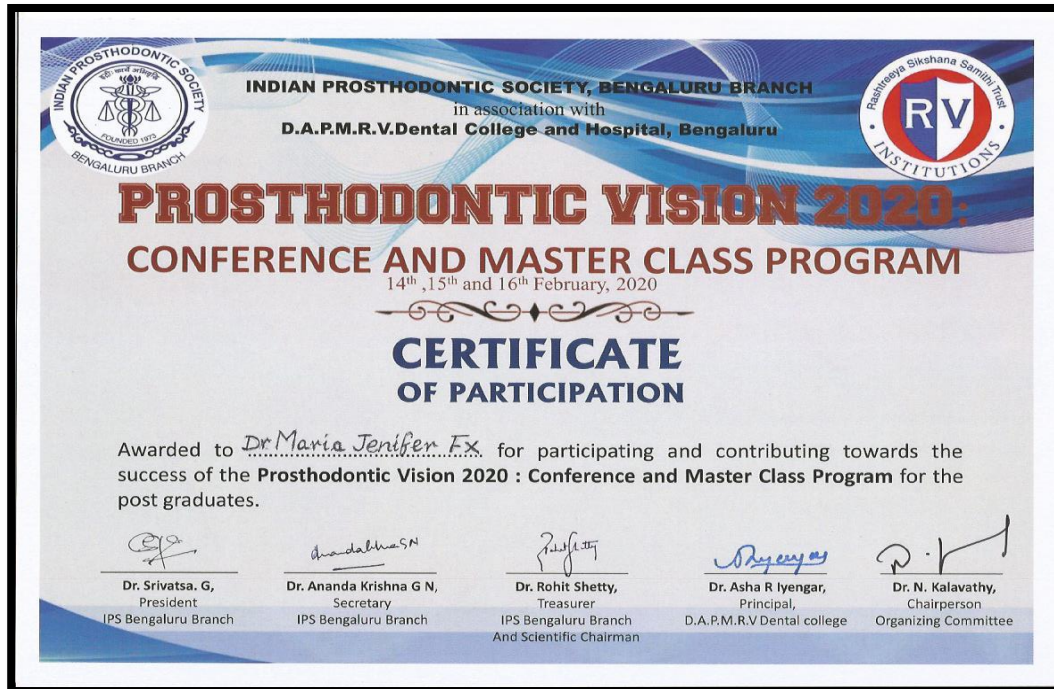 INDIAN PROSTHODONTIC SOCIETY
FOUNDED 1973
BENGALURU BRANCH
INDIAN PROSTHODONTIC SOCIETY, BENGALURU BRANCH
in association with
D.A.P.M.R.V.Dental College and Hospital, Bengaluru
Rashtreeya Sikshana Samithi Trust
RV
INSTITUTIONS
PROSTHODONTIC VISION 2020:
CONFERENCE AND MASTER CLASS PROGRAM
14th ,15th and 16th February, 2020
CERTIFICATE
OF PARTICIPATION
Awarded to Dr Maria Jenifer Fx for participating and contributing towards the
success of the Prosthodontic Vision 2020 : Conference and Master Class Program for the
post graduates.
Dr. Srivatsa. G,
President
IPS Bengaluru Branch
Dr. Ananda Krishna G N,
Secretary
IPS Bengaluru Branch
Dr. Rohit Shetty,
Treasurer
IPS Bengaluru Branch
And Scientific Chairman
Dr. Asha R Iyengar,
Principal,
D.A.P.M.R.V Dental college
Dr. N. Kalavathy,
Chairperson
Organizing Committee